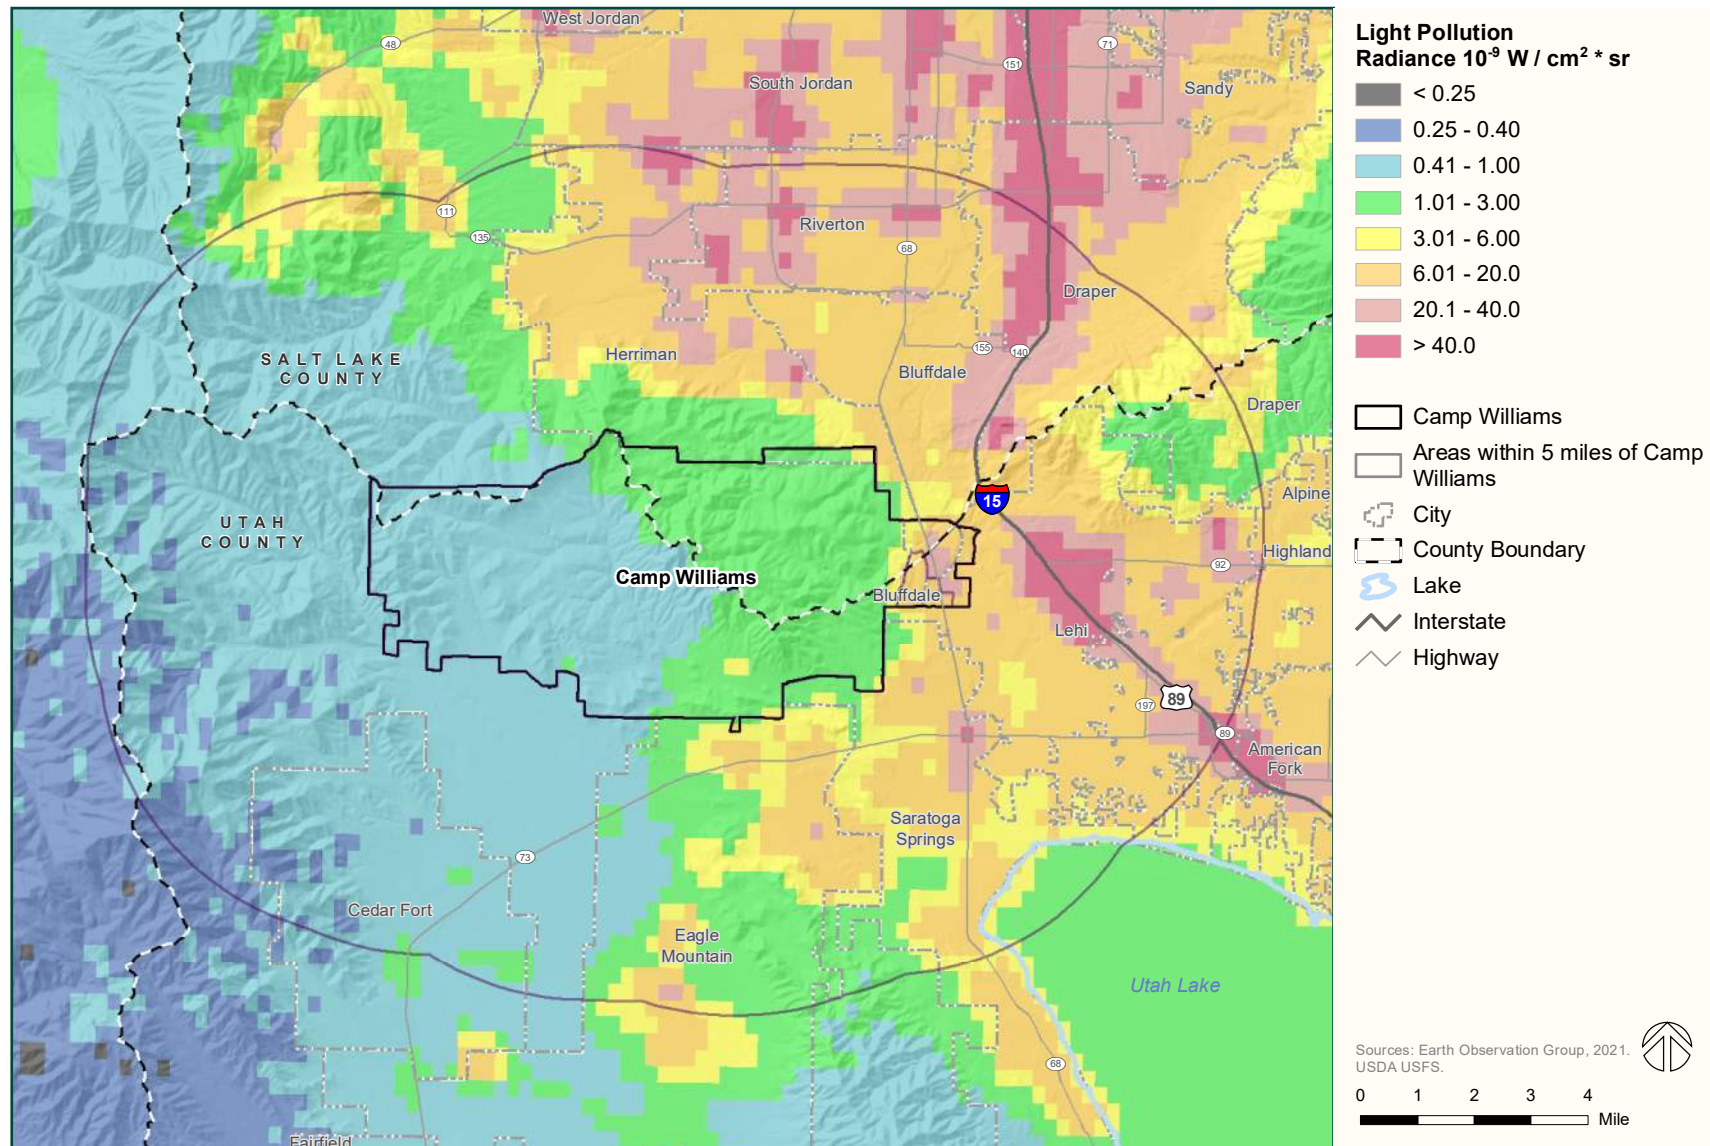 West Jordan
48
71
151
South Jordan
Sandy
111
135
Riverton
68
Draper
SALT LAKE
COUNTY
Herriman
155
140
Bluffdale
Draper
15
Alpine
UTAH
COUNTY
Highland
92
Camp Williams
Bluffdale
Lehi
197
89
89
American
Fork
Saratoga
Springs
73
Cedar Fort
Eagle
Mountain
Utah Lake
68
Fairfield
Light Pollution
Radiance 10⁻⁹ W / cm² * sr
< 0.25
0.25 - 0.40
0.41 - 1.00
1.01 - 3.00
3.01 - 6.00
6.01 - 20.0
20.1 - 40.0
> 40.0
Camp Williams
Areas within 5 miles of Camp
Williams
City
County Boundary
Lake
Interstate
Highway
Sources: Earth Observation Group, 2021.
USDA USFS.
0 1 2 3 4
Mile